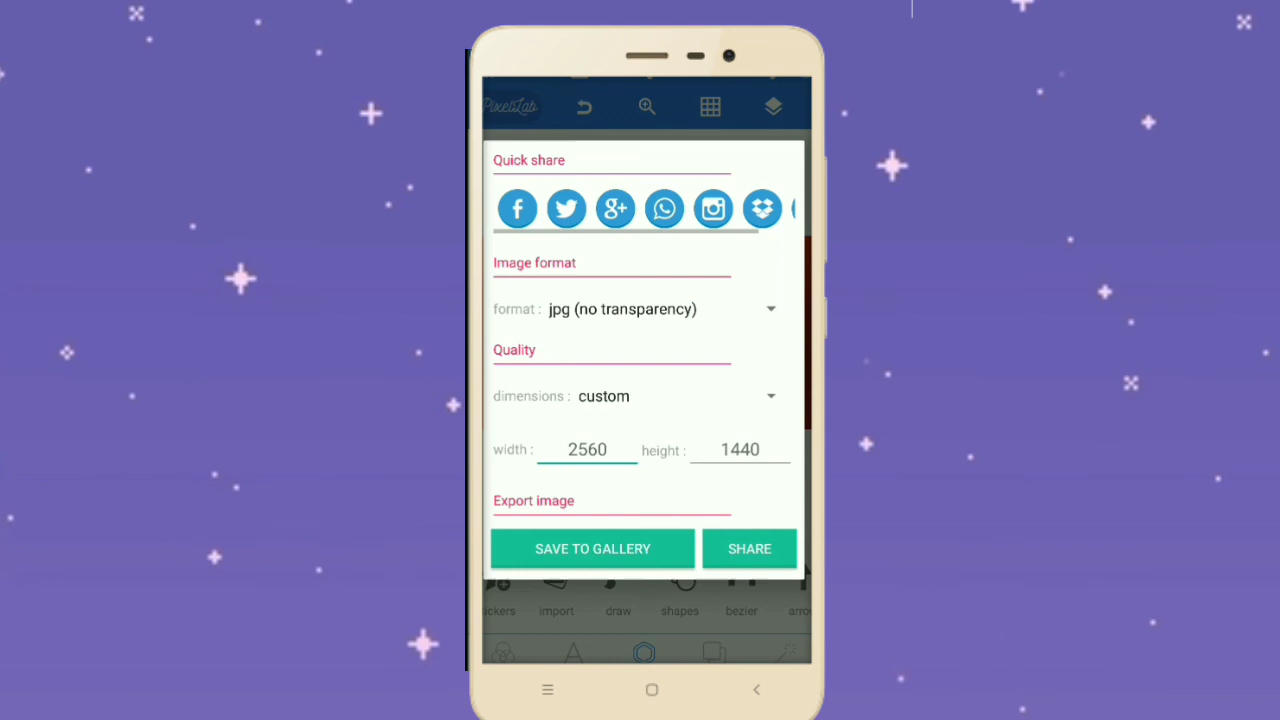 PixelLab
Quick share
Image format
format : jpg (no transparency)
Quality
dimensions : custom
width : 2560 height : 1440
Export image
SAVE TO GALLERY SHARE
import draw shapes bezier